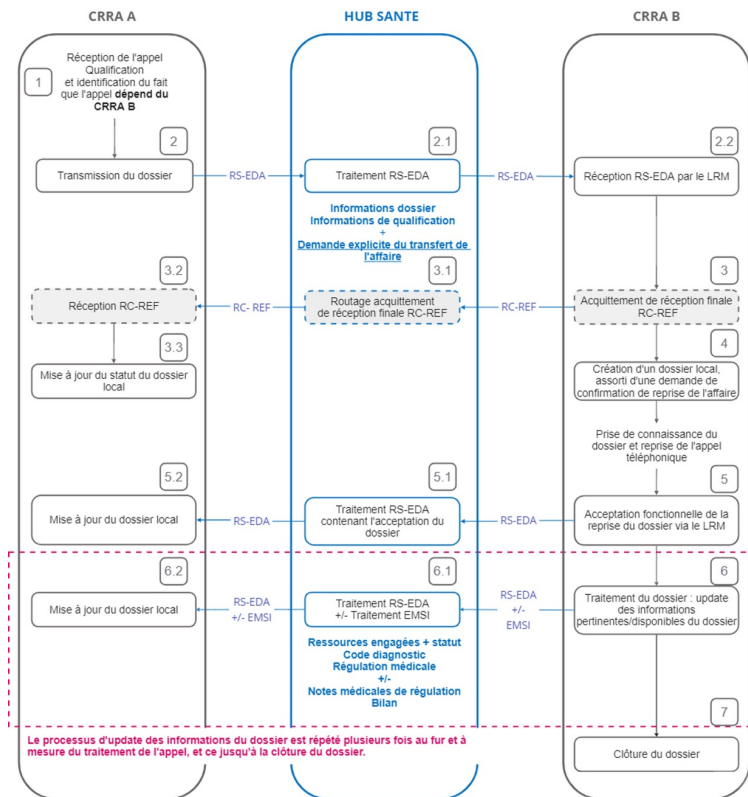 CRRA A
HUB SANTE
CRRA B
1
Réception de l'appel
Qualification
et identification du fait
que l'appel dépend du
CRRA B
2
2.1
2.2
Transmission du dossier
RS-EDA
Traitement RS-EDA
RS-EDA
Réception RS-EDA par le LRM
Informations dossier
Informations de qualification
+
Demande explicite du transfert de
l'affaire
3.2
3.1
3
Réception RC-REF
RC- REF
Routage acquittement
de réception finale RC-REF
RC-REF
Acquittement de réception finale
RC-REF
3.3
4
Mise à jour du statut du dossier
local
Création d'un dossier local,
assorti d'une demande de
confirmation de reprise de l'affaire
Prise de connaissance du
dossier et reprise de l'appel
téléphonique
5.2
5.1
5
Mise à jour du dossier local
RS-EDA
Traitement RS-EDA
contenant l'acceptation du
dossier
RS-EDA
Acceptation fonctionnelle de la
reprise du dossier via le LRM
6.2
6.1
6
Mise à jour du dossier local
RS-EDA
+/- EMSI
Traitement RS-EDA
+/- Traitement EMSI
RS-EDA
+/-
EMSI
Traitement du dossier : update
des informations
pertinentes/disponibles du dossier
Ressources engagées + statut
Code diagnostic
Régulation médicale
+/-
Notes médicales de régulation
Bilan
7
Le processus d'update des informations du dossier est répété plusieurs fois au fur et à
mesure du traitement de l'appel, et ce jusqu'à la clôture du dossier.
Clôture du dossier